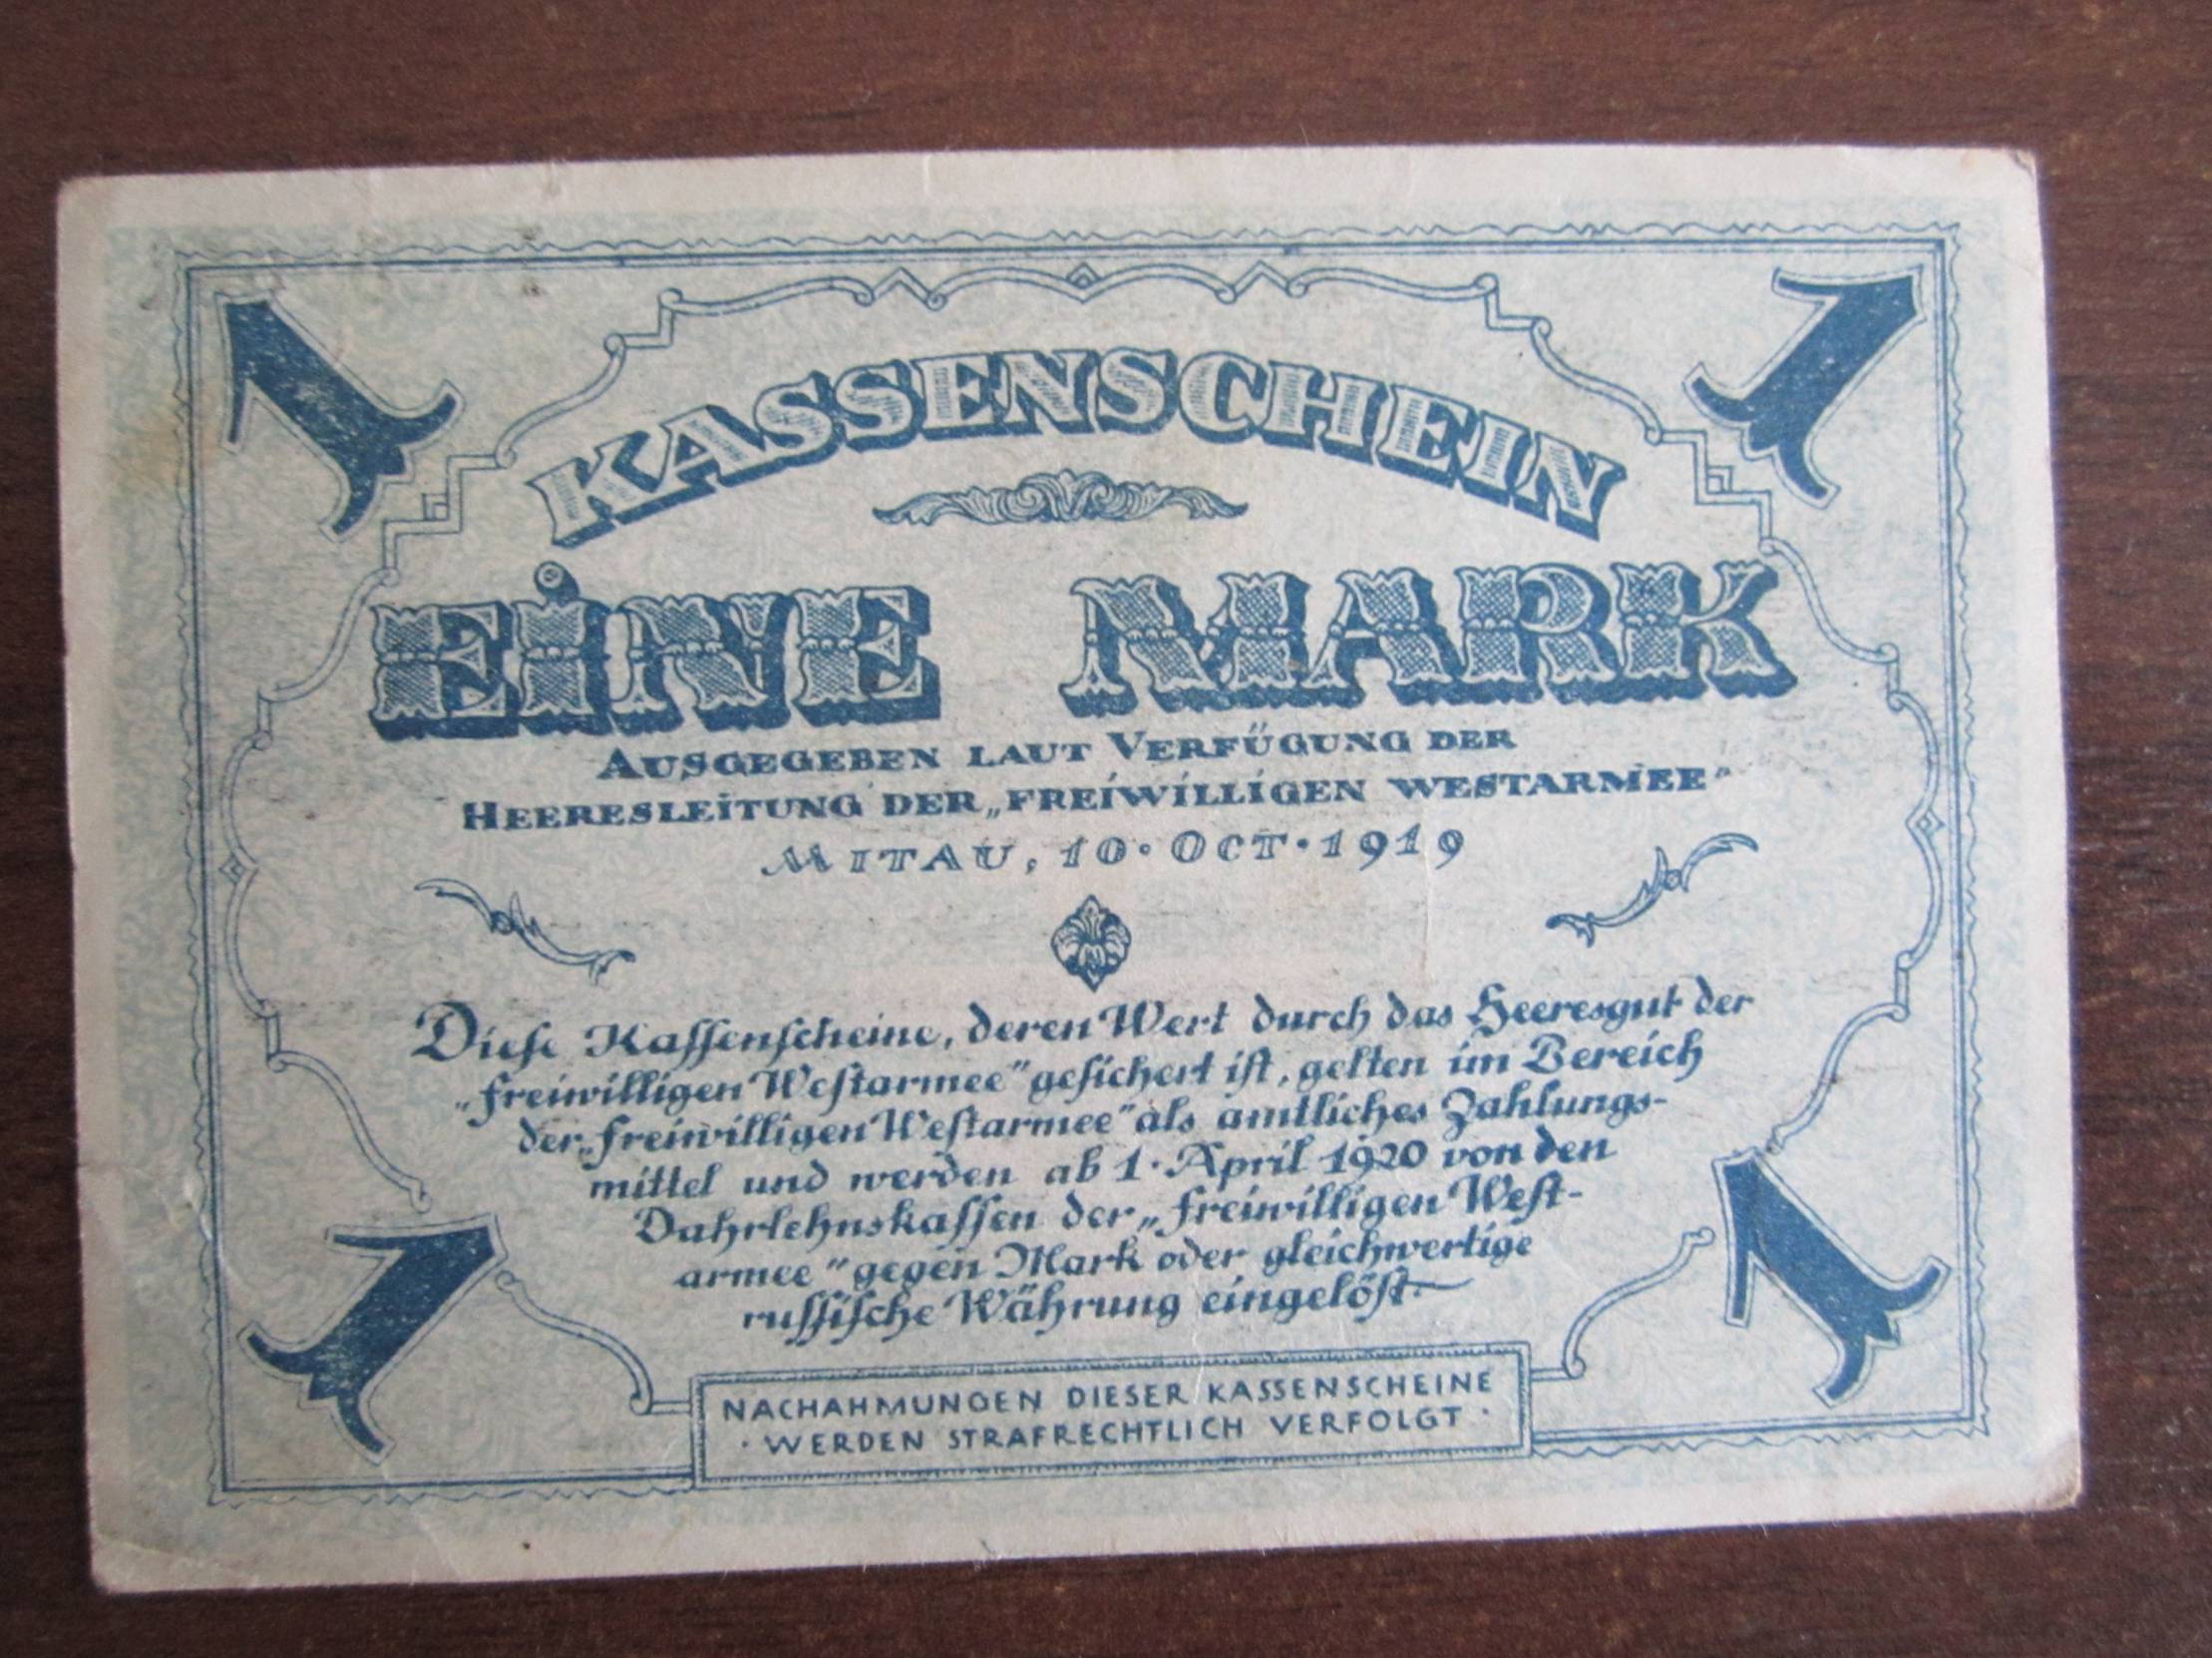 1
1
KASSENSCHEIN
EINE MARK
AUSGEGEBEN LAUT VERFÜGUNG DER
HEERESLEITUNG DER „FREIWILLIGEN WESTARMEE"
MITAU, 10. OCT. 1919
Diese Kassenscheine, deren Wert durch das Heeresgut der
„freiwilligen Westarmee" gesichert ist, gelten im Bereich
der „freiwilligen Westarmee" als amtliches Zahlungs-
mittel und werden ab 1. April 1920 von den
Dahrlehnskassen der „freiwilligen West-
armee" gegen Mark oder gleichwertige
russische Währung eingelöst.
1
1
NACHAHMUNGEN DIESER KASSENSCHEINE
· WERDEN STRAFRECHTLICH VERFOLGT ·